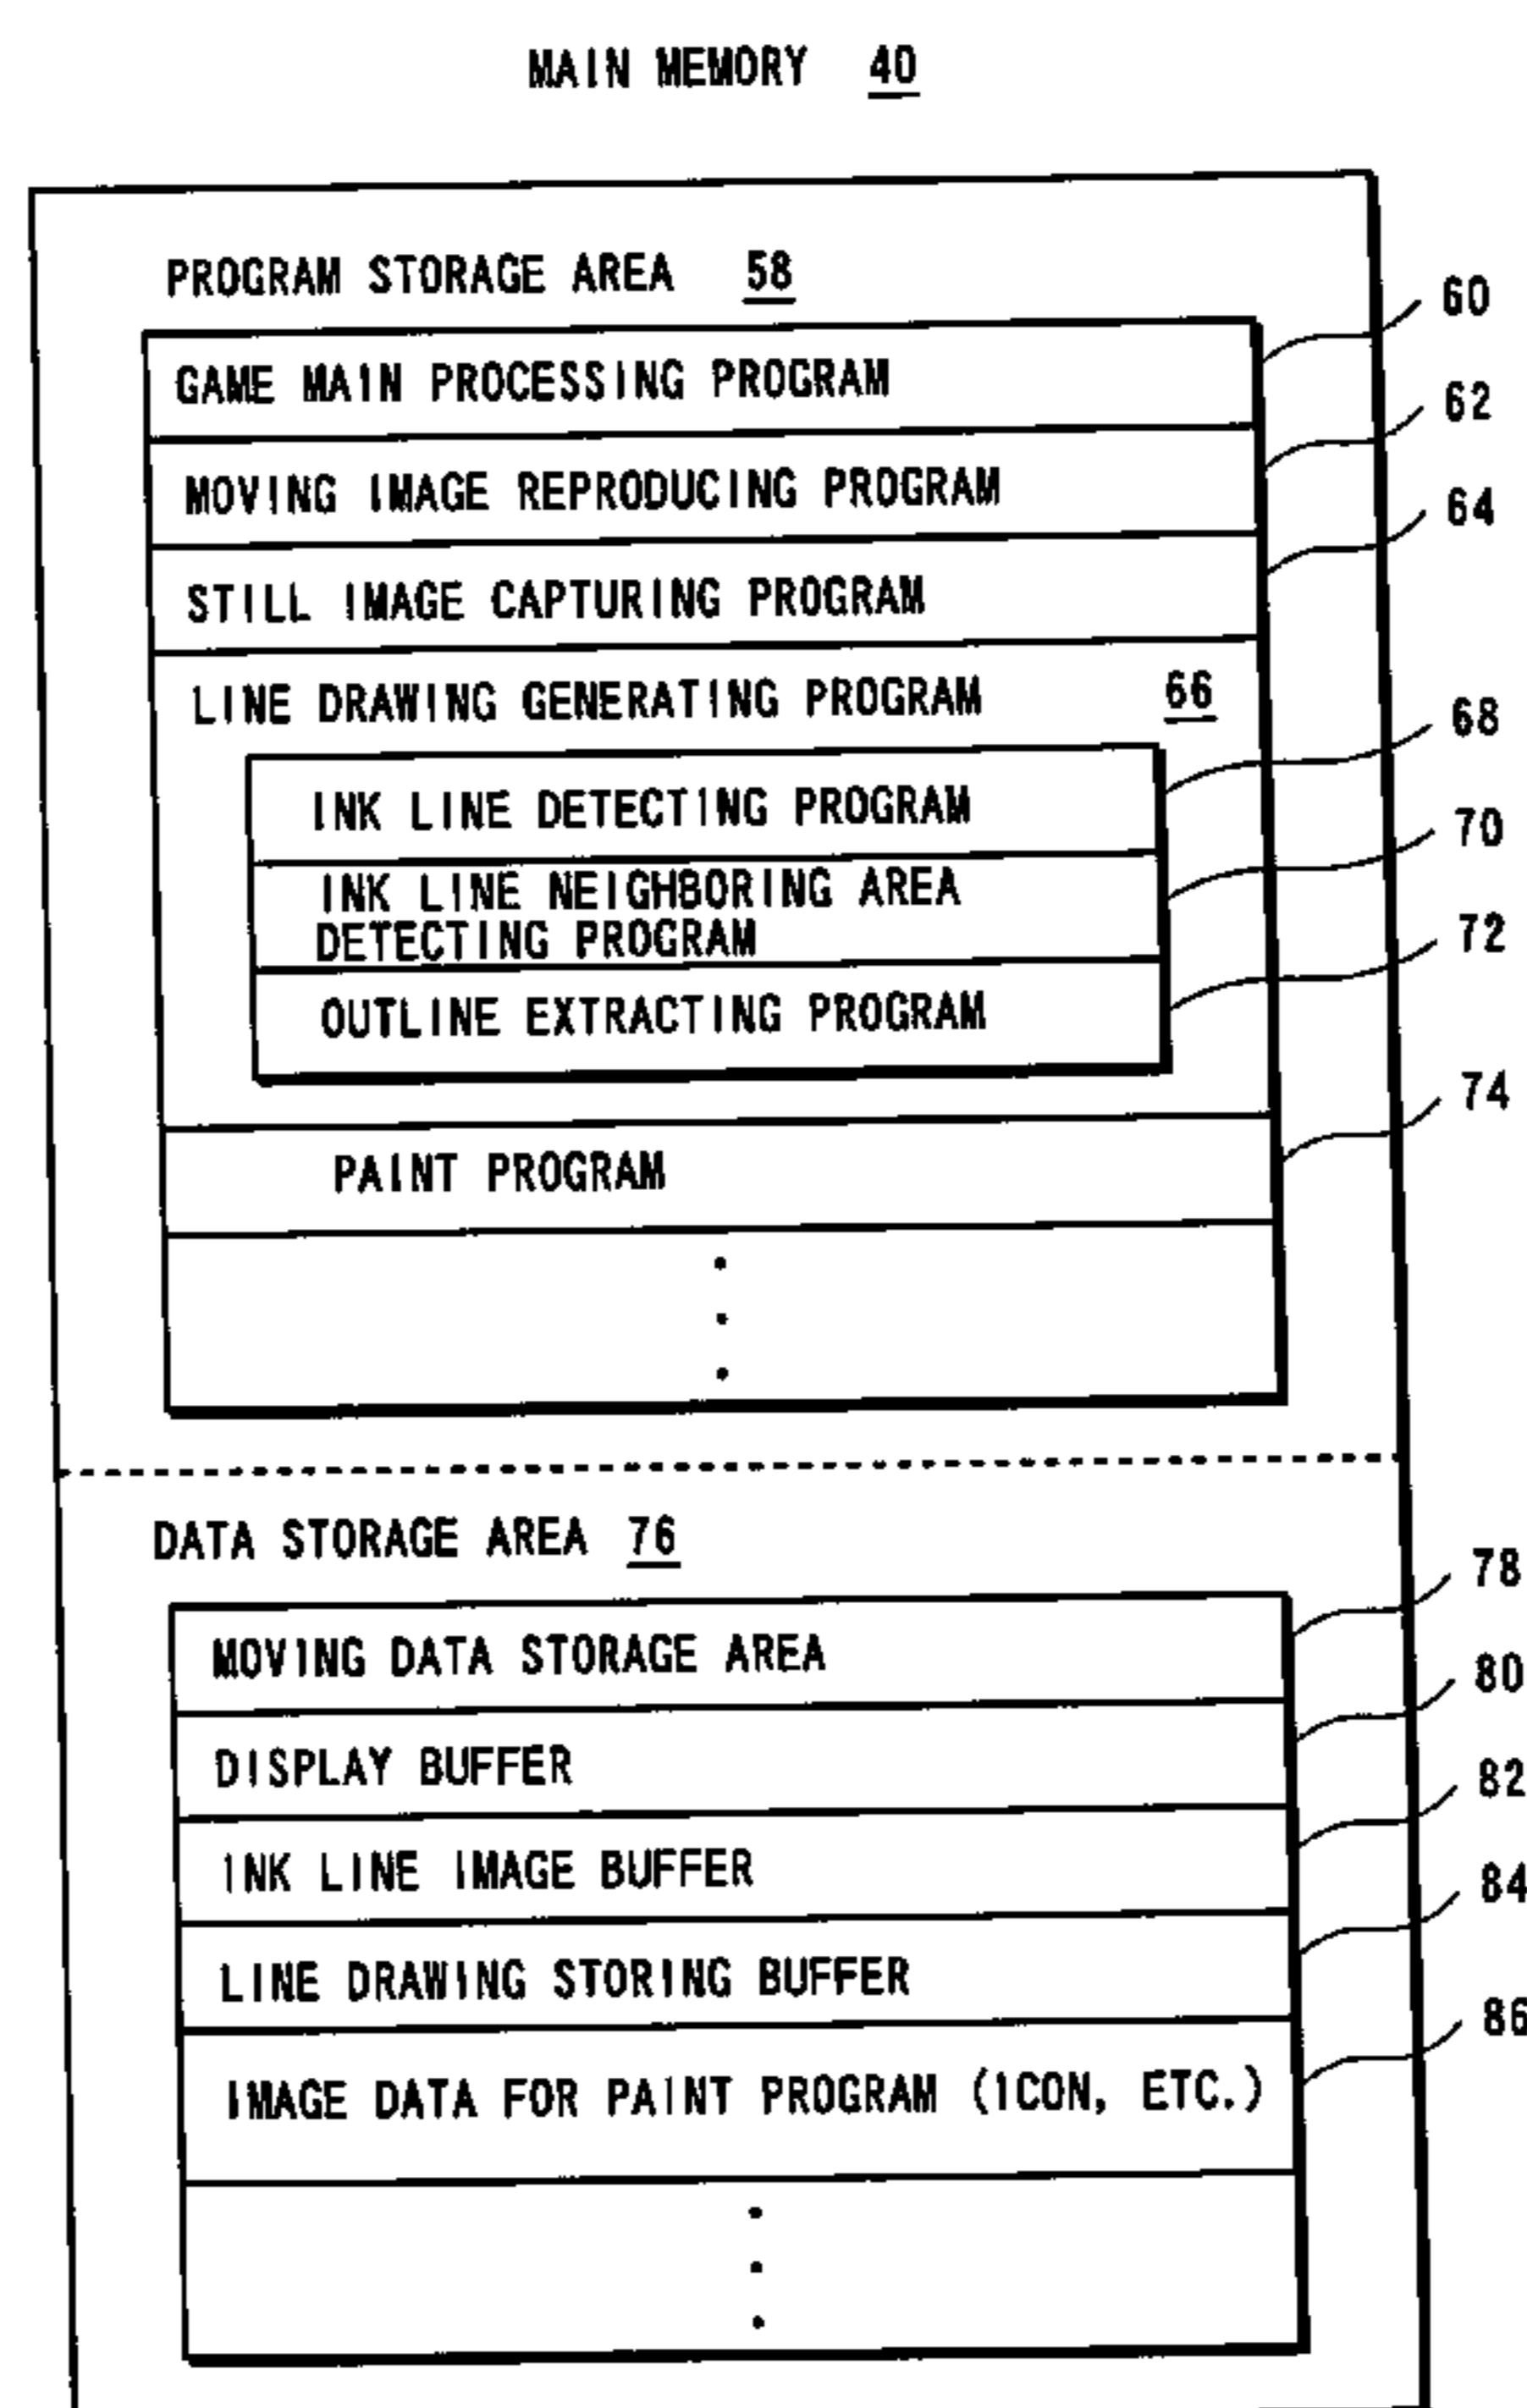 MAIN MEMORY 40
PROGRAM STORAGE AREA 58
60
GAME MAIN PROCESSING PROGRAM
62
MOVING IMAGE REPRODUCING PROGRAM
64
STILL IMAGE CAPTURING PROGRAM
LINE DRAWING GENERATING PROGRAM 66
68
INK LINE DETECTING PROGRAM
70
INK LINE NEIGHBORING AREA
DETECTING PROGRAM
72
OUTLINE EXTRACTING PROGRAM
74
PAINT PROGRAM
DATA STORAGE AREA 76
78
MOVING DATA STORAGE AREA
80
DISPLAY BUFFER
82
INK LINE IMAGE BUFFER
84
LINE DRAWING STORING BUFFER
86
IMAGE DATA FOR PAINT PROGRAM (ICON, ETC.)